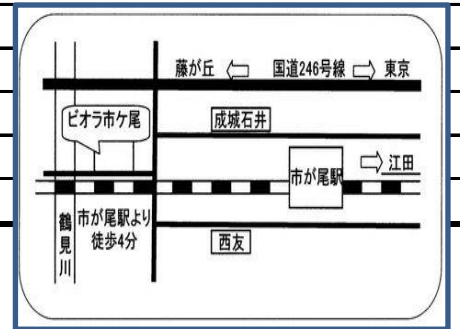 藤が丘 国道246号線 東京
ビオラ市ケ尾
成城石井
江田
市が尾駅
鶴見川
市が尾駅より
徒歩4分
西友